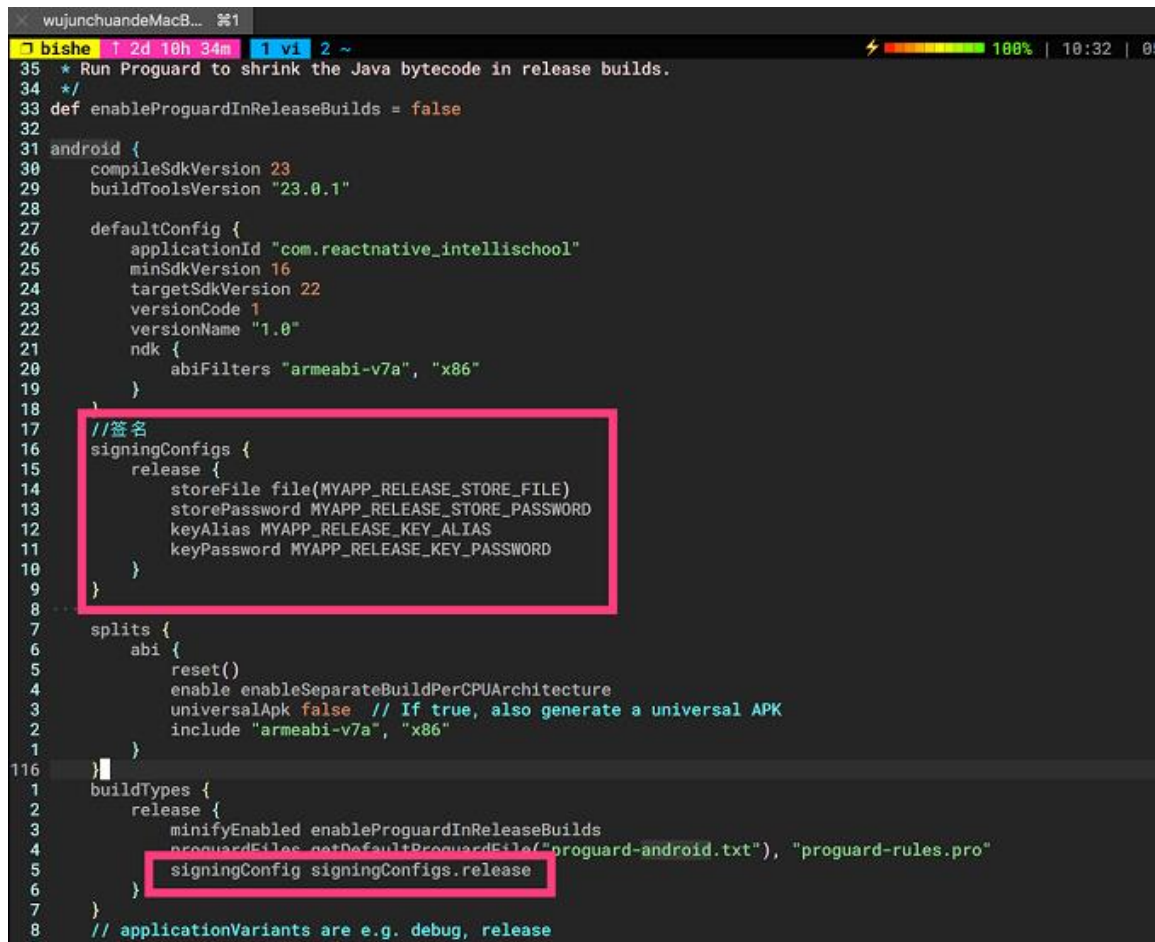 wujunchuandeMacB... ⌘1
bishe ↑ 2d 10h 34m 1 vi 2 ~ ⚡ 100% | 10:32 | 0
35 * Run Proguard to shrink the Java bytecode in release builds.
34 */
33 def enableProguardInReleaseBuilds = false
32
31 android {
30 compileSdkVersion 23
29 buildToolsVersion "23.0.1"
28
27 defaultConfig {
26 applicationId "com.reactnative_intellischool"
25 minSdkVersion 16
24 targetSdkVersion 22
23 versionCode 1
22 versionName "1.0"
21 ndk {
20 abiFilters "armeabi-v7a", "x86"
19 }
18 }
17 //签名
16 signingConfigs {
15 release {
14 storeFile file(MYAPP_RELEASE_STORE_FILE)
13 storePassword MYAPP_RELEASE_STORE_PASSWORD
12 keyAlias MYAPP_RELEASE_KEY_ALIAS
11 keyPassword MYAPP_RELEASE_KEY_PASSWORD
10 }
9 }
8 ...
7 splits {
6 abi {
5 reset()
4 enable enableSeparateBuildPerCPUArchitecture
3 universalApk false // If true, also generate a universal APK
2 include "armeabi-v7a", "x86"
1 }
116 }
1 buildTypes {
2 release {
3 minifyEnabled enableProguardInReleaseBuilds
4 proguardFiles getDefaultProguardFile("proguard-android.txt"), "proguard-rules.pro"
5 signingConfig signingConfigs.release
6 }
7 }
8 // applicationVariants are e.g. debug, release